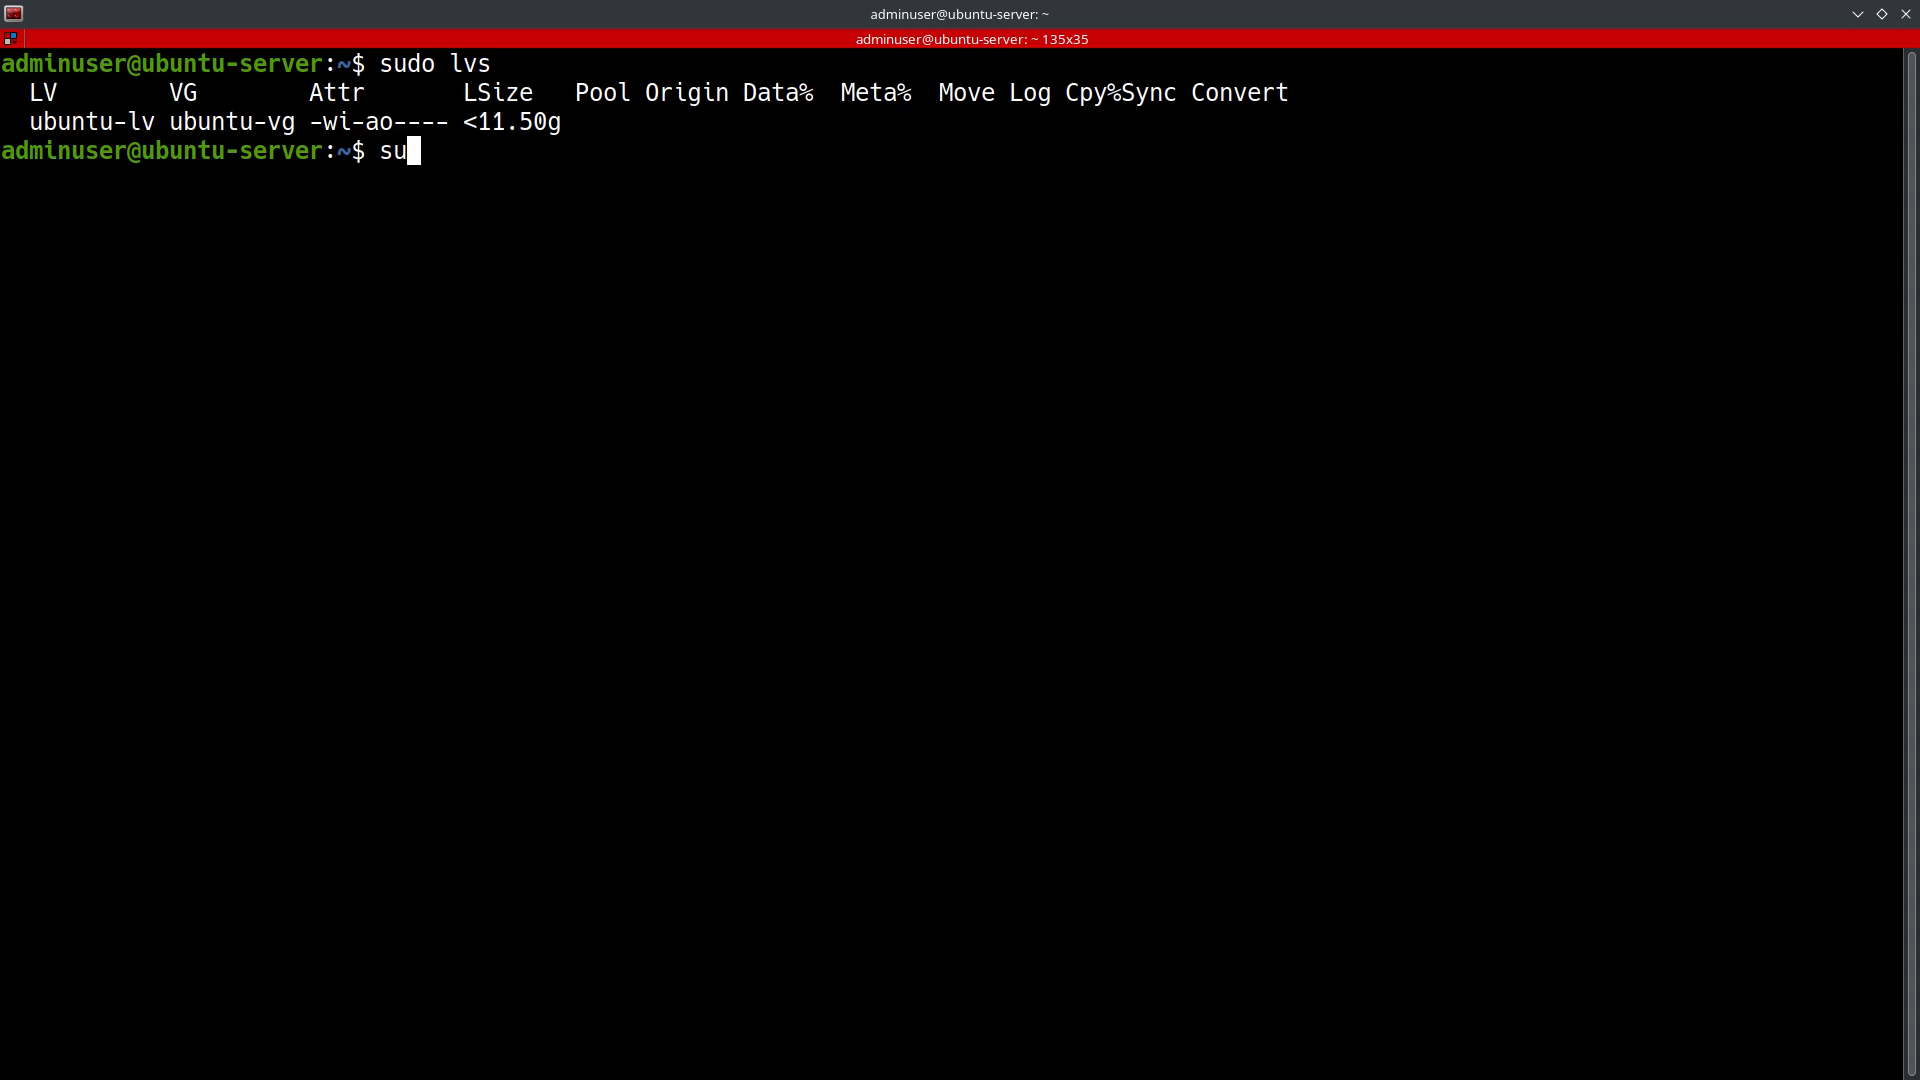 adminuser@ubuntu-server: ~
adminuser@ubuntu-server: ~ 135x35
adminuser@ubuntu-server:~$ sudo lvs
  LV        VG        Attr       LSize   Pool Origin Data%  Meta%  Move Log Cpy%Sync Convert
  ubuntu-lv ubuntu-vg -wi-ao---- <11.50g
adminuser@ubuntu-server:~$ su